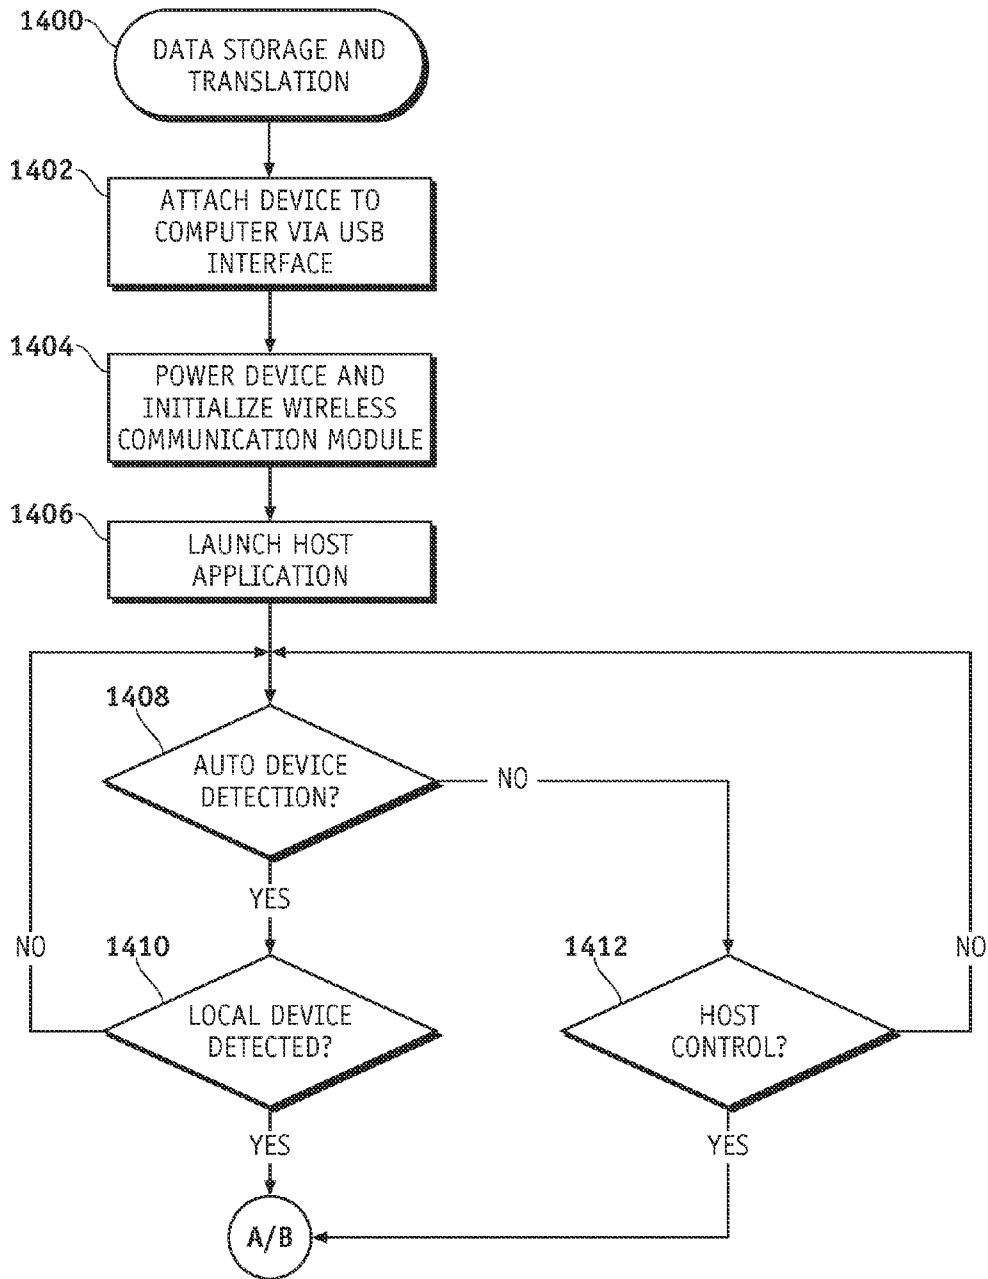 1400
DATA STORAGE AND
TRANSLATION
1402
ATTACH DEVICE TO
COMPUTER VIA USB
INTERFACE
1404
POWER DEVICE AND
INITIALIZE WIRELESS
COMMUNICATION MODULE
1406
LAUNCH HOST
APPLICATION
1408
AUTO DEVICE
DETECTION?
NO
YES
NO
1410
1412
NO
LOCAL DEVICE
DETECTED?
HOST
CONTROL?
YES
YES
A/B